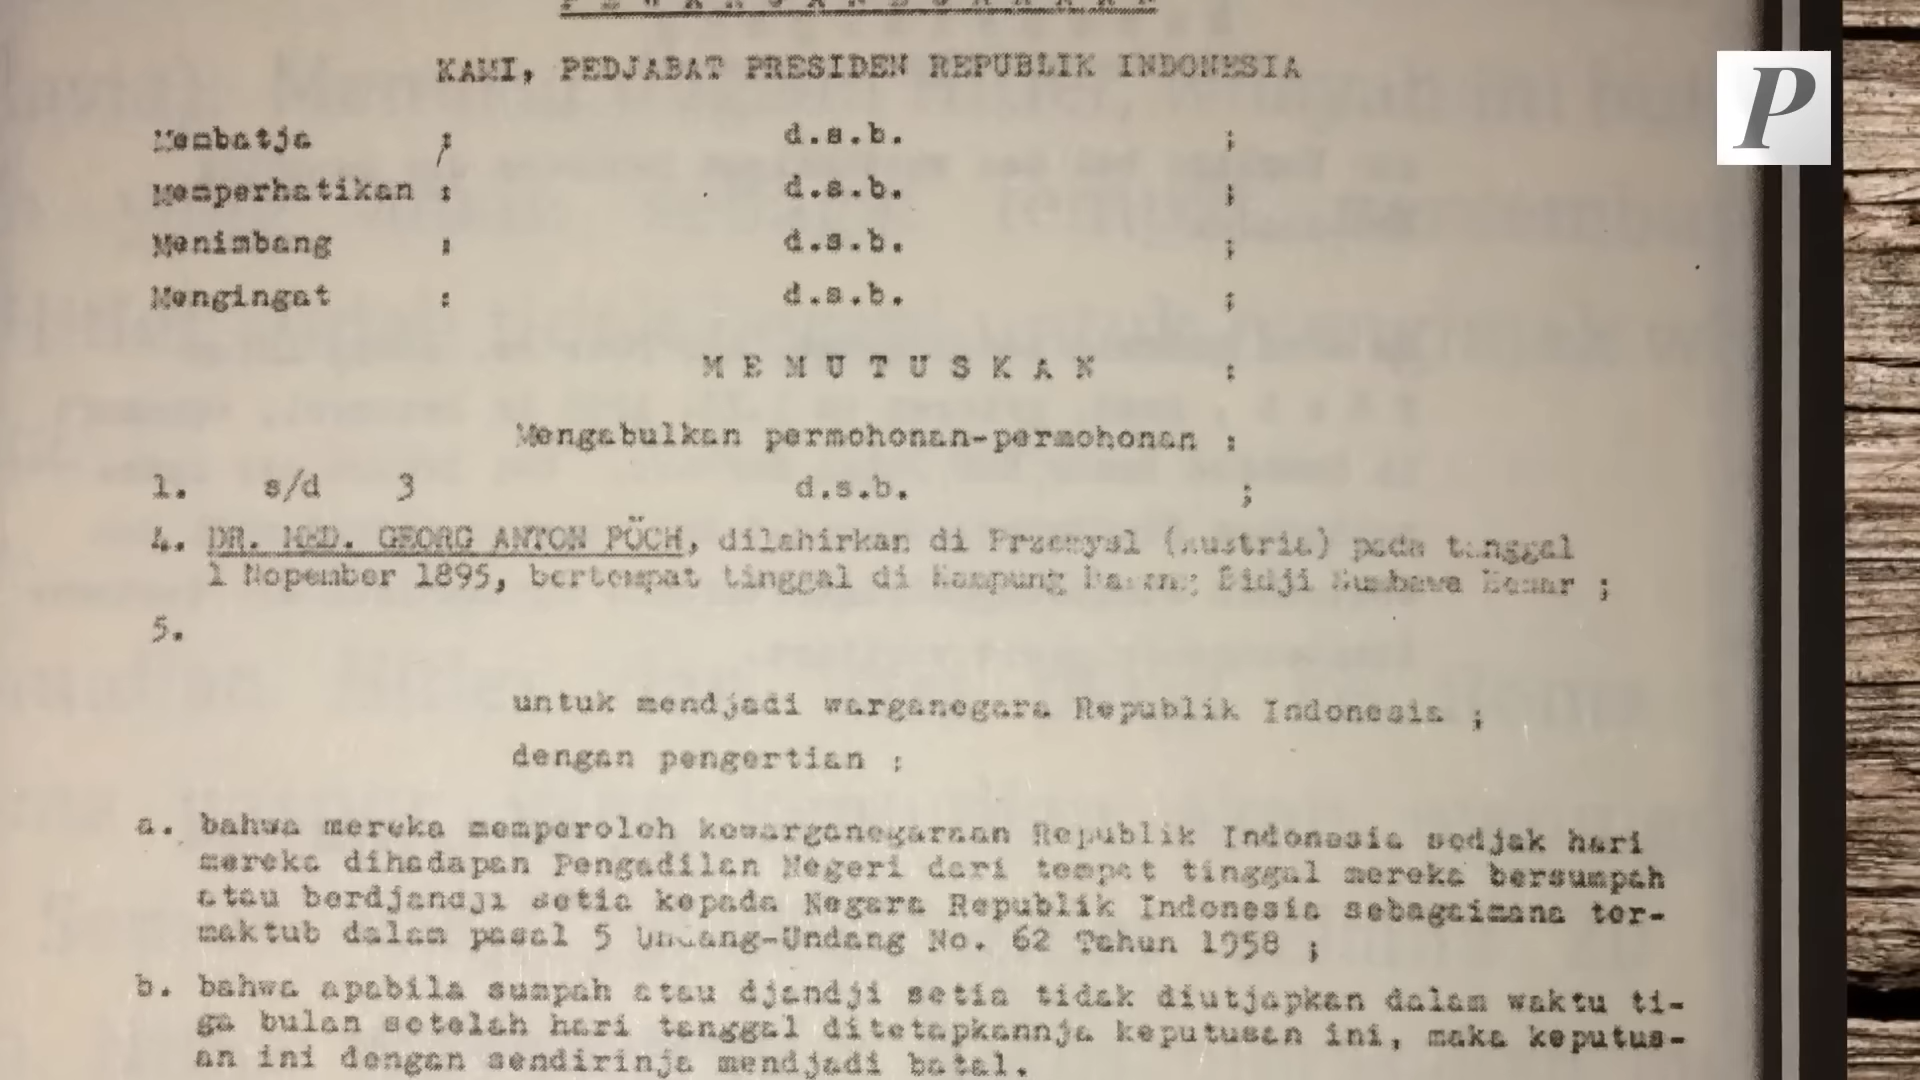 PEWARGANEGARAAN
KAMI, PEDJABAT PRESIDEN REPUBLIK INDONESIA
Membatja : d.s.b. ;
Memperhatikan : d.s.b. ;
Menimbang : d.s.b. ;
Mengingat : d.s.b. ;
M E M U T U S K A N :
Mengabulkan permohonan-permohonan :
1. s/d 3 d.s.b. ;
4. DR. MED. GEORG ANTON PÖCH, dilahirkan di Przemysl (Austria) pada tanggal
1 Nopember 1895, bertempat tinggal di Kampung Bidji Sumbawa Besar ;
5.
untuk mendjadi warganegara Republik Indonesia ;
dengan pengertian :
a. bahwa mereka memperoleh kewarganegaraan Republik Indonesia sedjak hari
mereka dihadapan Pengadilan Negeri dari tempat tinggal mereka bersumpah
atau berdjandji setia kepada Negara Republik Indonesia sebagaimana ter-
maktub dalam pasal 5 Undang-Undang No. 62 Tahun 1958 ;
b. bahwa apabila sumpah atau djandji setia tidak diutjapkan dalam waktu ti-
ga bulan setelah hari tanggal ditetapkannja keputusan ini, maka keputus-
an ini dengan sendirinja mendjadi batal.
P